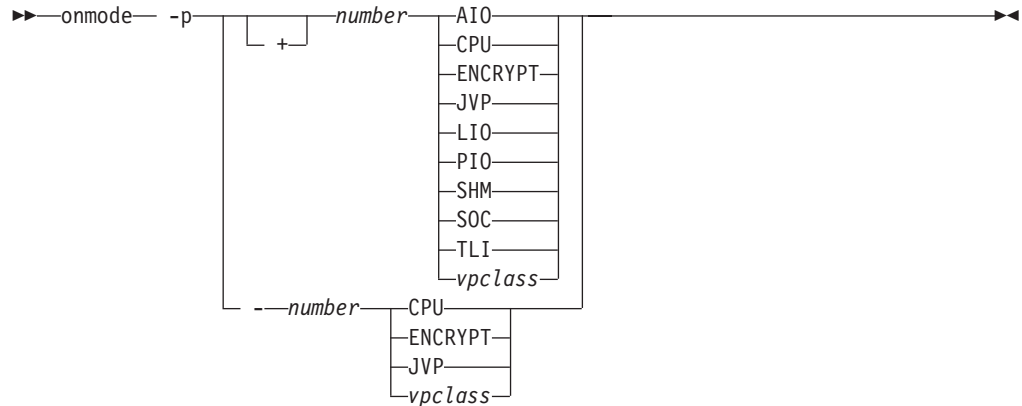 onmode -p + number AIO
CPU
ENCRYPT
JVP
LIO
PIO
SHM
SOC
TLI
vpclass
- number CPU
ENCRYPT
JVP
vpclass